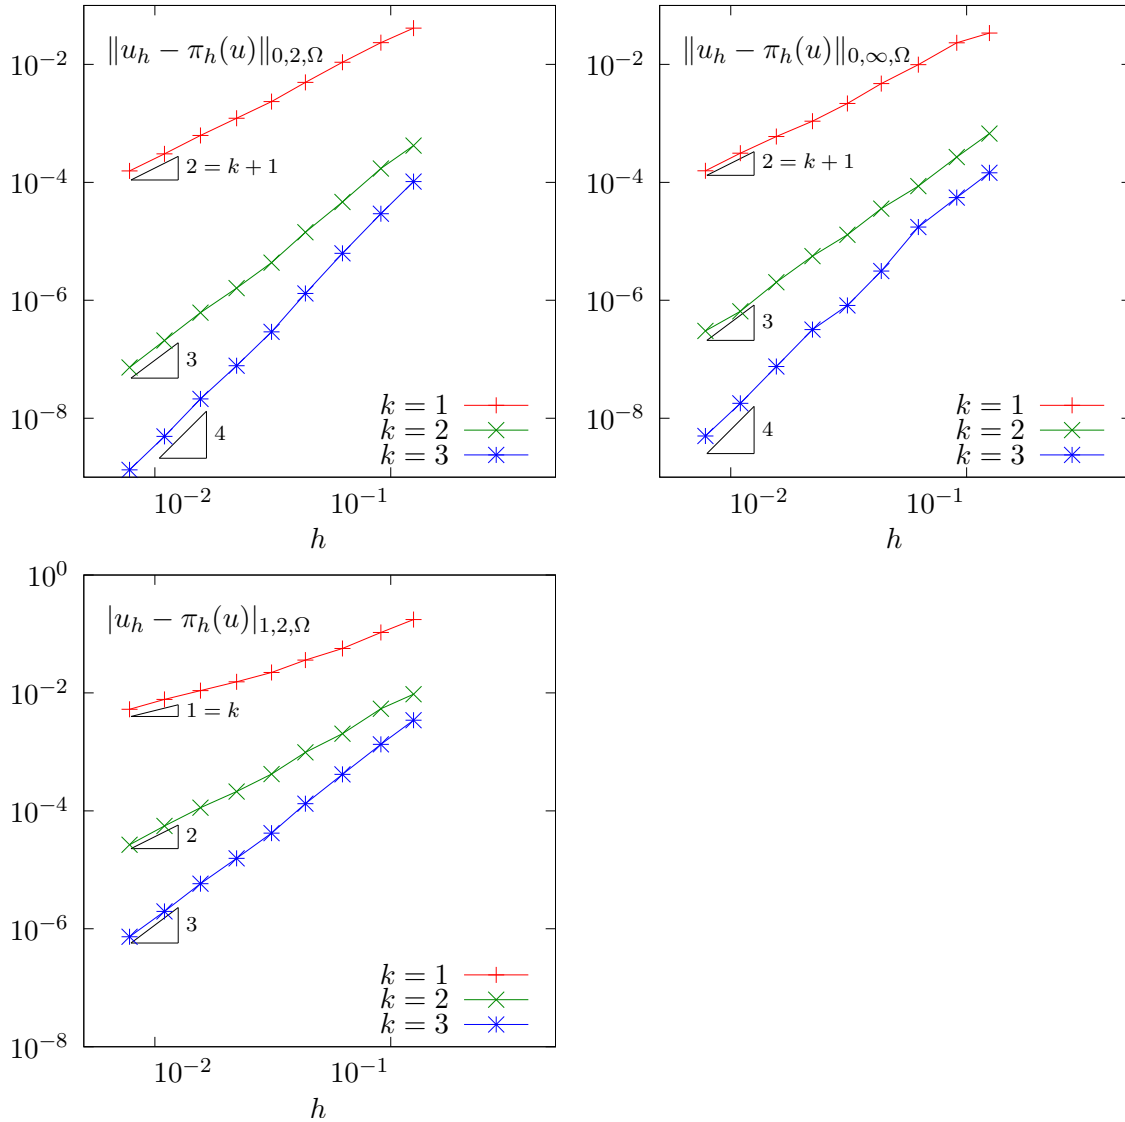 ‖u_h − π_h(u)‖_{0,2,Ω}
10^{−2}
10^{−4}
10^{−6}
10^{−8}
2 = k + 1
3
4
k = 1
k = 2
k = 3
10^{−2} 10^{−1}
h
‖u_h − π_h(u)‖_{0,∞,Ω}
10^{−2}
10^{−4}
10^{−6}
10^{−8}
2 = k + 1
3
4
k = 1
k = 2
k = 3
10^{−2} 10^{−1}
h
10^{0}
|u_h − π_h(u)|_{1,2,Ω}
10^{−2}
10^{−4}
10^{−6}
10^{−8}
1 = k
2
3
k = 1
k = 2
k = 3
10^{−2} 10^{−1}
h